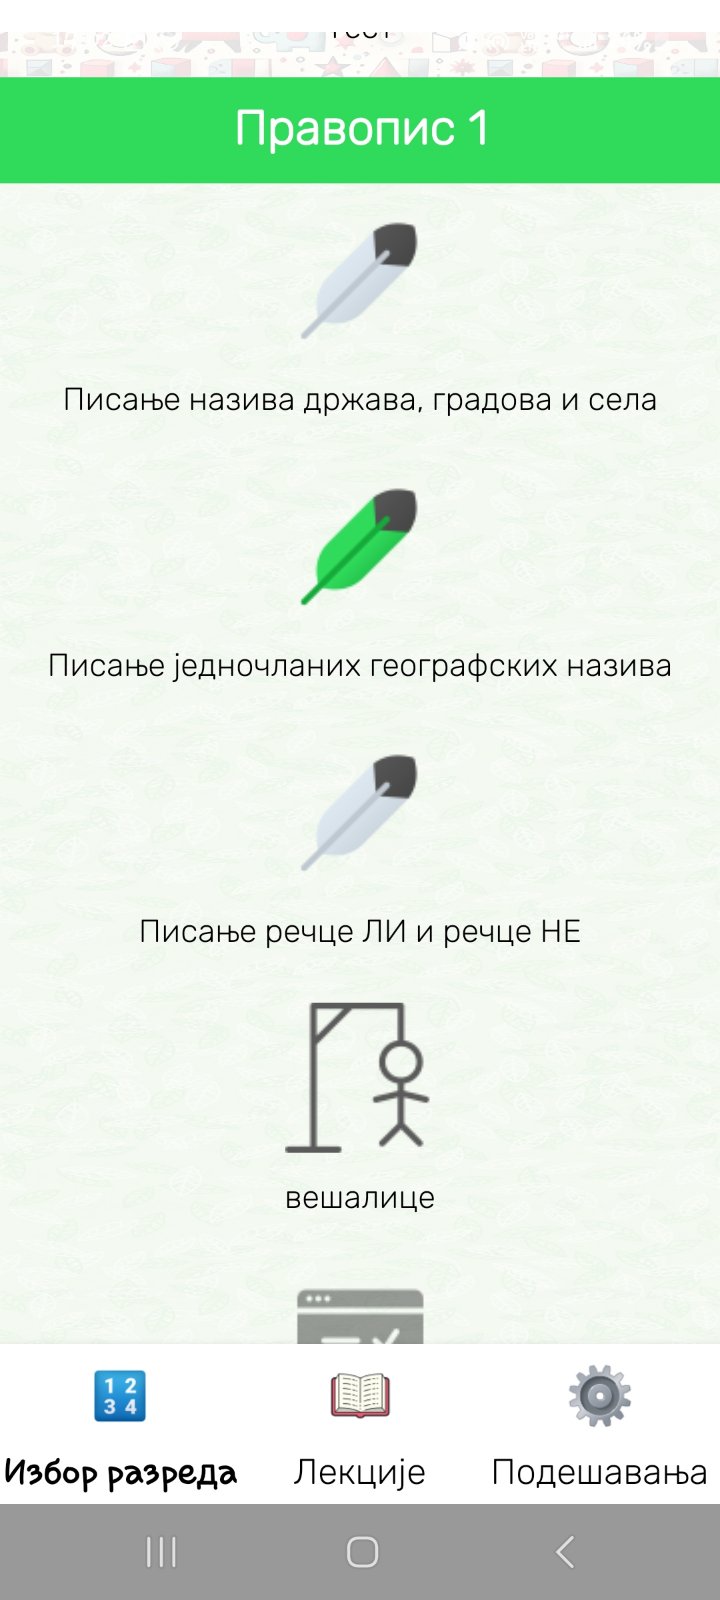 Правопис 1
Писање назива држава, градова и села
Писање једночланих географских назива
Писање речце ЛИ и речце НЕ
вешалице
1 2
3 4
Избор разреда
Лекције
Подешавања